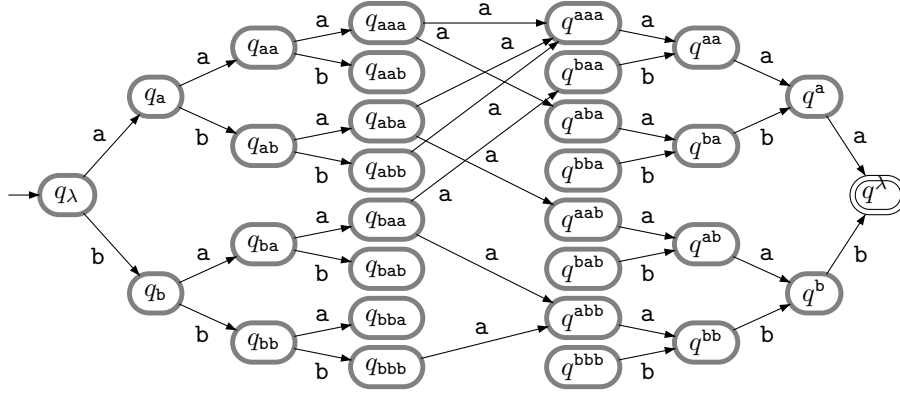 a a
q_aaa q^aaa
a a a a
q_aa q^aa
a b q_aab q^baa b a
q_a a q^a
a b a q_aba q^aba a b a
q_ab q^ba
b q_abb a q^bba b
q_λ q^λ
a a
b a q_baa q^aab a b
q_ba q^ab
a b q_bab a q^bab b a
q_b q^b
b a q_bba q^abb a b
q_bb a q^bb
b q_bbb q^bbb b